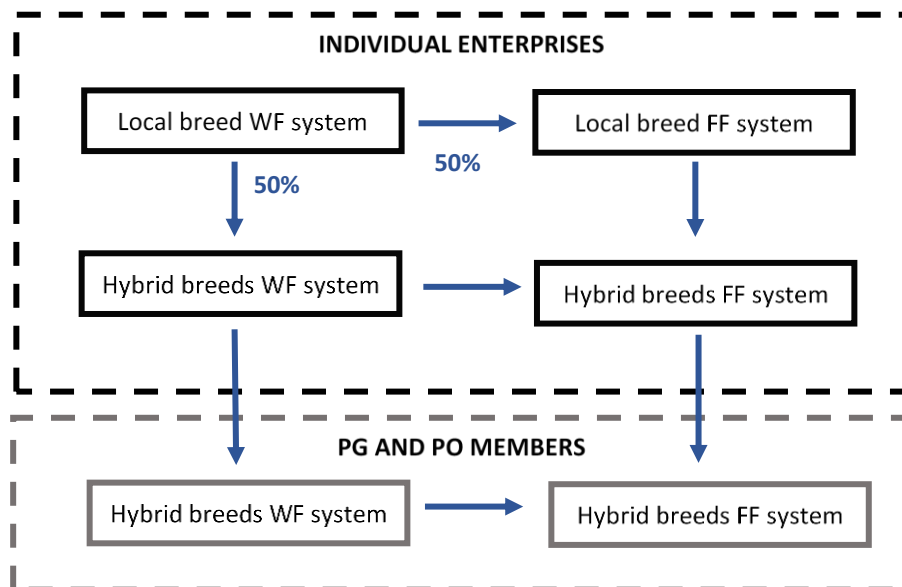 INDIVIDUAL ENTERPRISES
Local breed WF system
Local breed FF system
50%
50%
Hybrid breeds WF system
Hybrid breeds FF system
PG AND PO MEMBERS
Hybrid breeds WF system
Hybrid breeds FF system